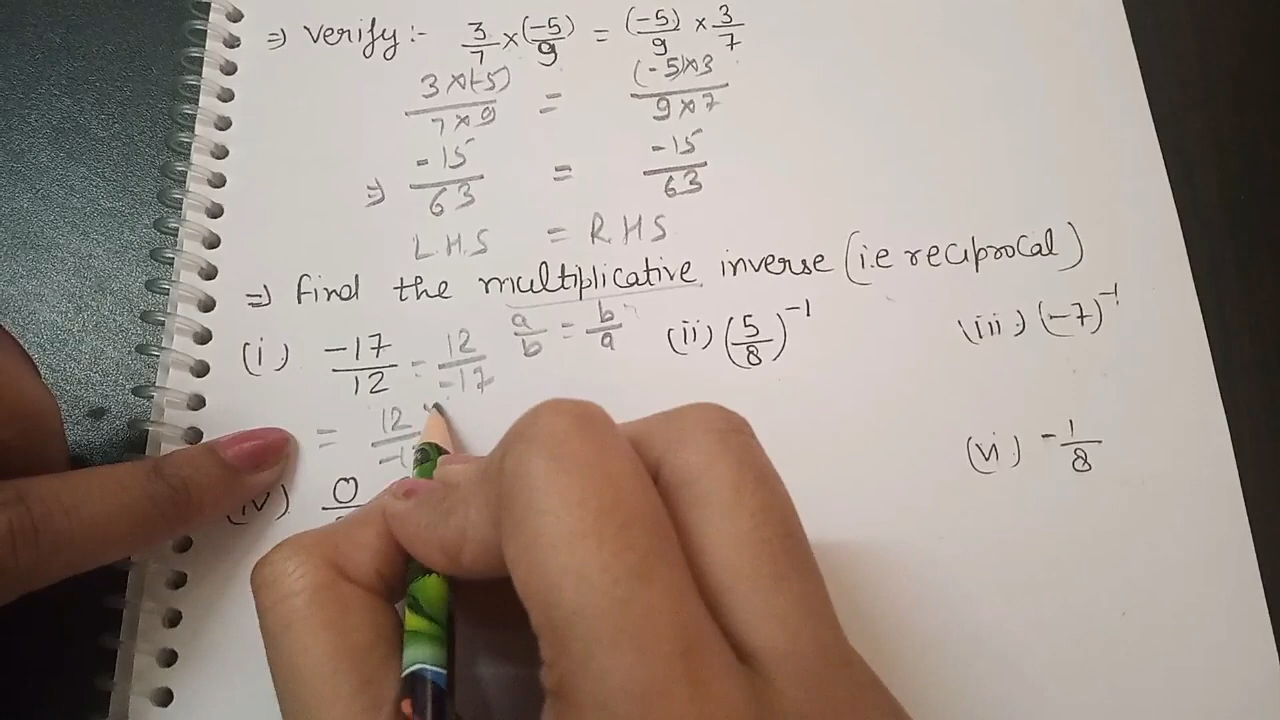 ⇒ Verify:- 3/7 × (-5)/9 = (-5)/9 × 3/7
3×(-5)/7×9 = (-5)×3/9×7
⇒ -15/63 = -15/63
L.H.S = R H S
⇒ find the multiplicative inverse (i.e reciprocal)
(i) -17/12 = 12/-17 a/b = b/a (ii) (5/8)⁻¹ (iii) (-7)⁻¹
= 12
(iv) 0 (vi) -1/8